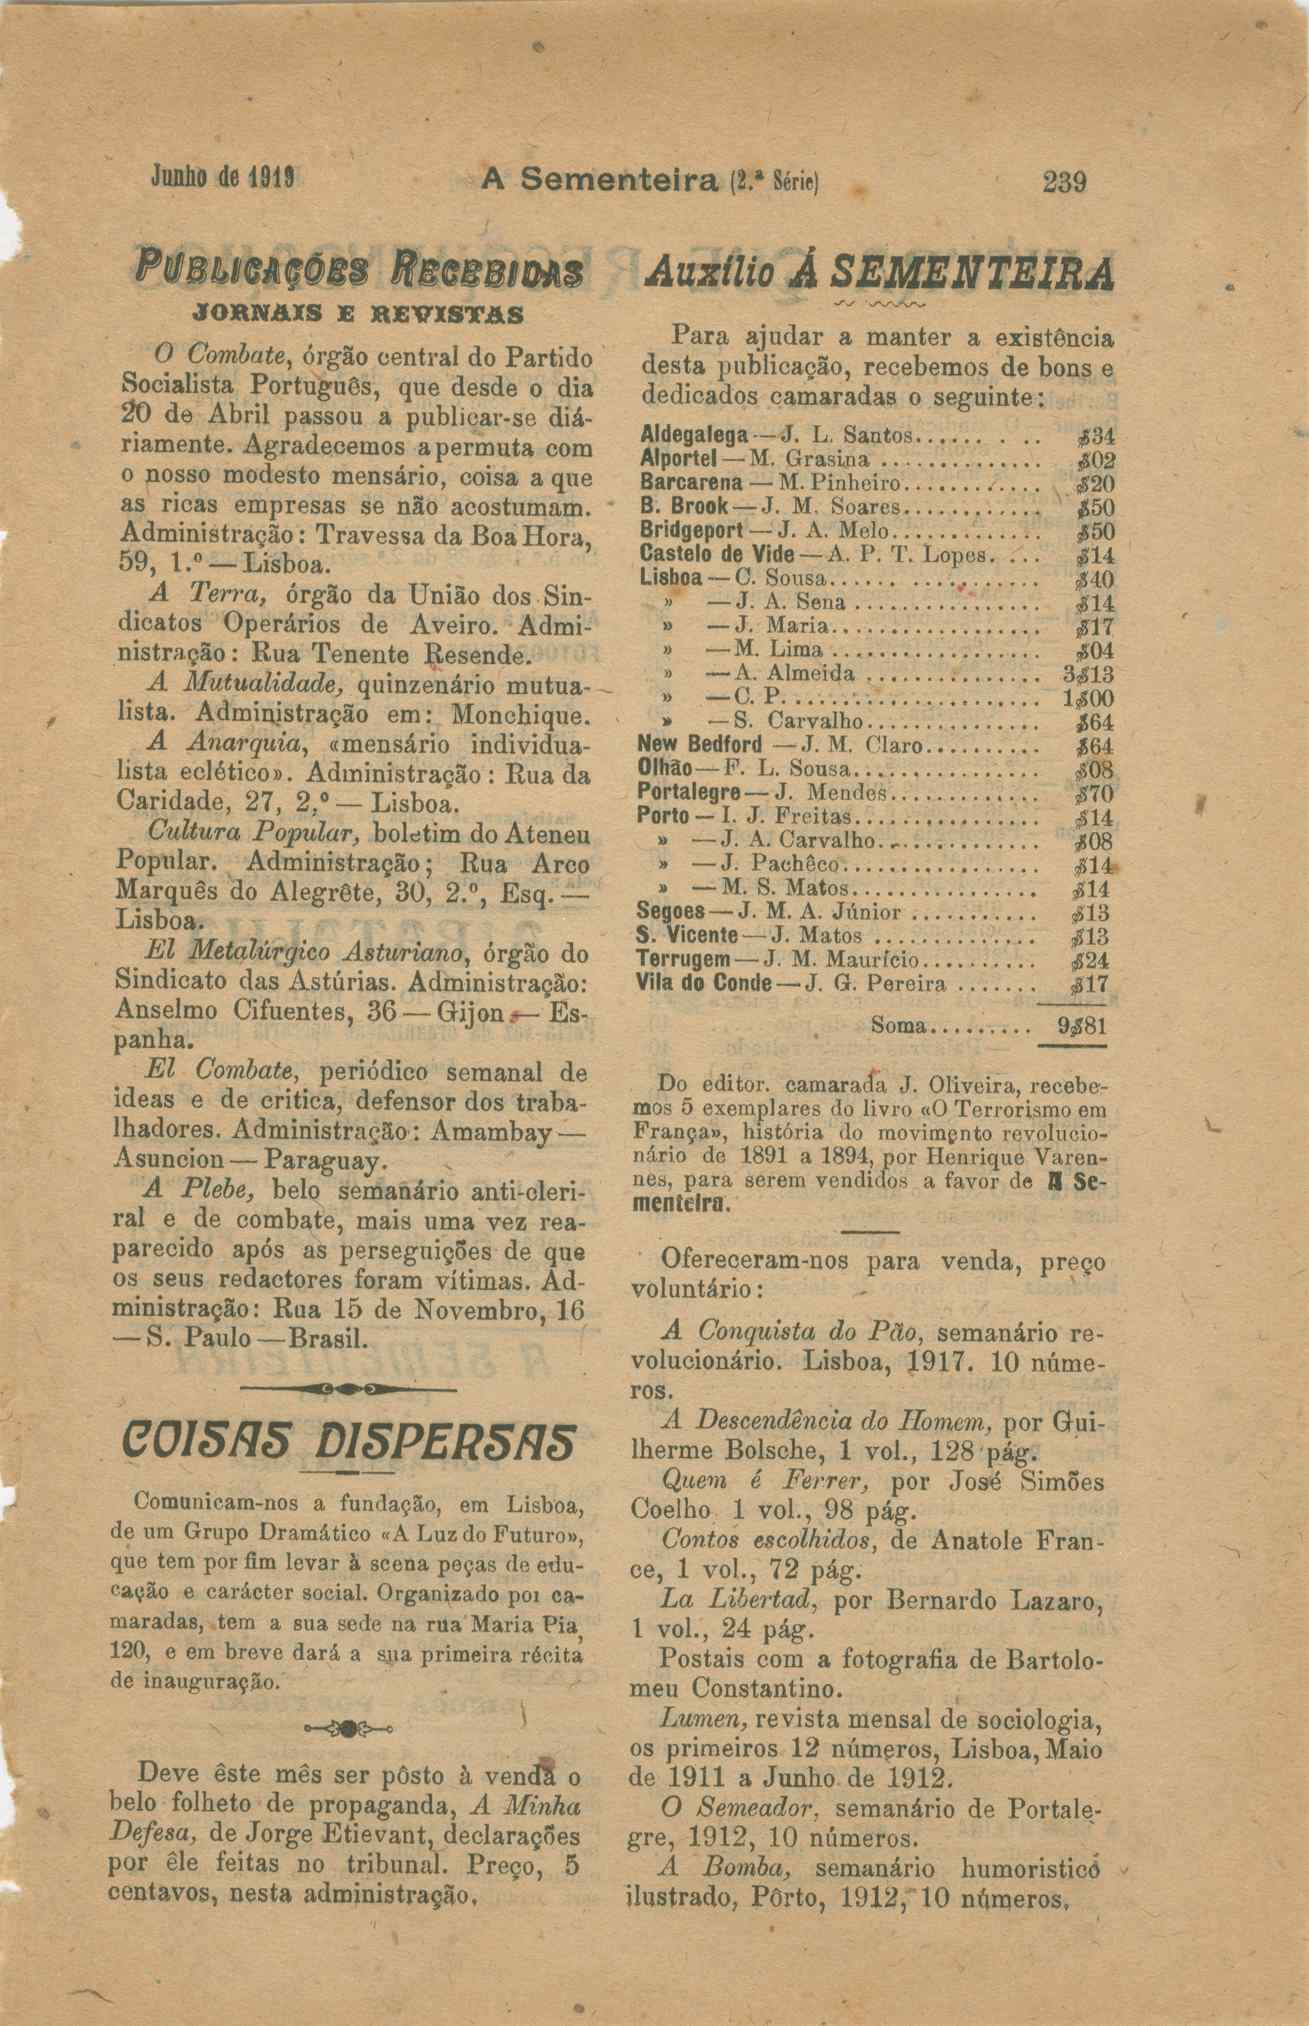 Junho de 1919
A Sementeira (2.ª Série)
239
PUBLICAÇÕES RECEBIDAS
JORNAIS E REVISTAS
O Combate, órgão central do Partido
Socialista Português, que desde o dia
20 de Abril passou a publicar-se diá-
riamente. Agradecemos a permuta com
o nosso modesto mensário, coisa a que
as ricas empresas se não acostumam.
Administração: Travessa da Boa Hora,
59, 1.º — Lisboa.
A Terra, órgão da União dos Sin-
dicatos Operários de Aveiro. Admi-
nistração: Rua Tenente Resende.
A Mutualidade, quinzenário mutua-
lista. Administração em: Monchique.
A Anarquia, «mensário individua-
lista eclético». Administração: Rua da
Caridade, 27, 2.º — Lisboa.
Cultura Popular, boletim do Ateneu
Popular. Administração; Rua Arco
Marquês do Alegrête, 30, 2.º, Esq. —
Lisboa.
El Metalúrgico Asturiano, órgão do
Sindicato das Astúrias. Administração:
Anselmo Cifuentes, 36 — Gijon — Es-
panha.
El Combate, periódico semanal de
ideas e de critica, defensor dos traba-
lhadores. Administração: Amambay —
Asuncion — Paraguay.
A Plebe, belo semanário anti-cleri-
ral e de combate, mais uma vez rea-
parecido após as perseguições de que
os seus redactores foram vítimas. Ad-
ministração: Rua 15 de Novembro, 16
— S. Paulo — Brasil.
COISAS DISPERSAS
Comunicam-nos a fundação, em Lisboa,
de um Grupo Dramático «A Luz do Futuro»,
que tem por fim levar à scena peças de edu-
cação e carácter social. Organizado por ca-
maradas, tem a sua sede na rua Maria Pia,
120, e em breve dará a sua primeira récita
de inauguração.
Deve êste mês ser pôsto à venda o
belo folheto de propaganda, A Minha
Defesa, de Jorge Etievant, declarações
por êle feitas no tribunal. Preço, 5
centavos, nesta administração.
Auxílio Á SEMENTEIRA
Para ajudar a manter a existência
desta publicação, recebemos de bons e
dedicados camaradas o seguinte:
Aldegalega — J. L. Santos........ $34
Alportel — M. Grasina .............. $02
Barcarena — M. Pinheiro............ $20
B. Brook — J. M. Soares............ $50
Bridgeport — J. A. Melo............. $50
Castelo de Vide — A. P. T. Lopes.... $14
Lisboa — C. Sousa................. $40
» — J. A. Sena ................ $14
» — J. Maria.................. $17
» — M. Lima .................. $04
» — A. Almeida ............... 3$13
» — C. P...................... 1$00
» — S. Carvalho............... $64
New Bedford — J. M. Claro.......... $64
Olhão — F. L. Sousa................ $08
Portalegre — J. Mendes............. $70
Porto — I. J. Freitas................ $14
» — J. A. Carvalho............. $08
» — J. Pachêco................. $14
» — M. S. Matos................ $14
Segoes — J. M. A. Júnior ........... $13
S. Vicente — J. Matos .............. $13
Terrugem — J. M. Maurício.......... $24
Vila do Conde — J. G. Pereira ....... $17
Soma......... 9$81
Do editor. camarada J. Oliveira, recebe-
mos 5 exemplares do livro «O Terrorismo em
França», história do movimento revolucio-
nário de 1891 a 1894, por Henrique Varen-
nes, para serem vendidos a favor de A Se-
menteira.
Ofereceram-nos para venda, preço
voluntário:
A Conquista do Pão, semanário re-
volucionário. Lisboa, 1917. 10 núme-
ros.
A Descendência do Homem, por Gui-
lherme Bolsche, 1 vol., 128 pág.
Quem é Ferrer, por José Simões
Coelho 1 vol., 98 pág.
Contos escolhidos, de Anatole Fran-
ce, 1 vol., 72 pág.
La Libertad, por Bernardo Lazaro,
1 vol., 24 pág.
Postais com a fotografia de Bartolo-
meu Constantino.
Lumen, revista mensal de sociologia,
os primeiros 12 números, Lisboa, Maio
de 1911 a Junho de 1912.
O Semeador, semanário de Portale-
gre, 1912, 10 números.
A Bomba, semanário humoristico
ilustrado, Pôrto, 1912, 10 números.